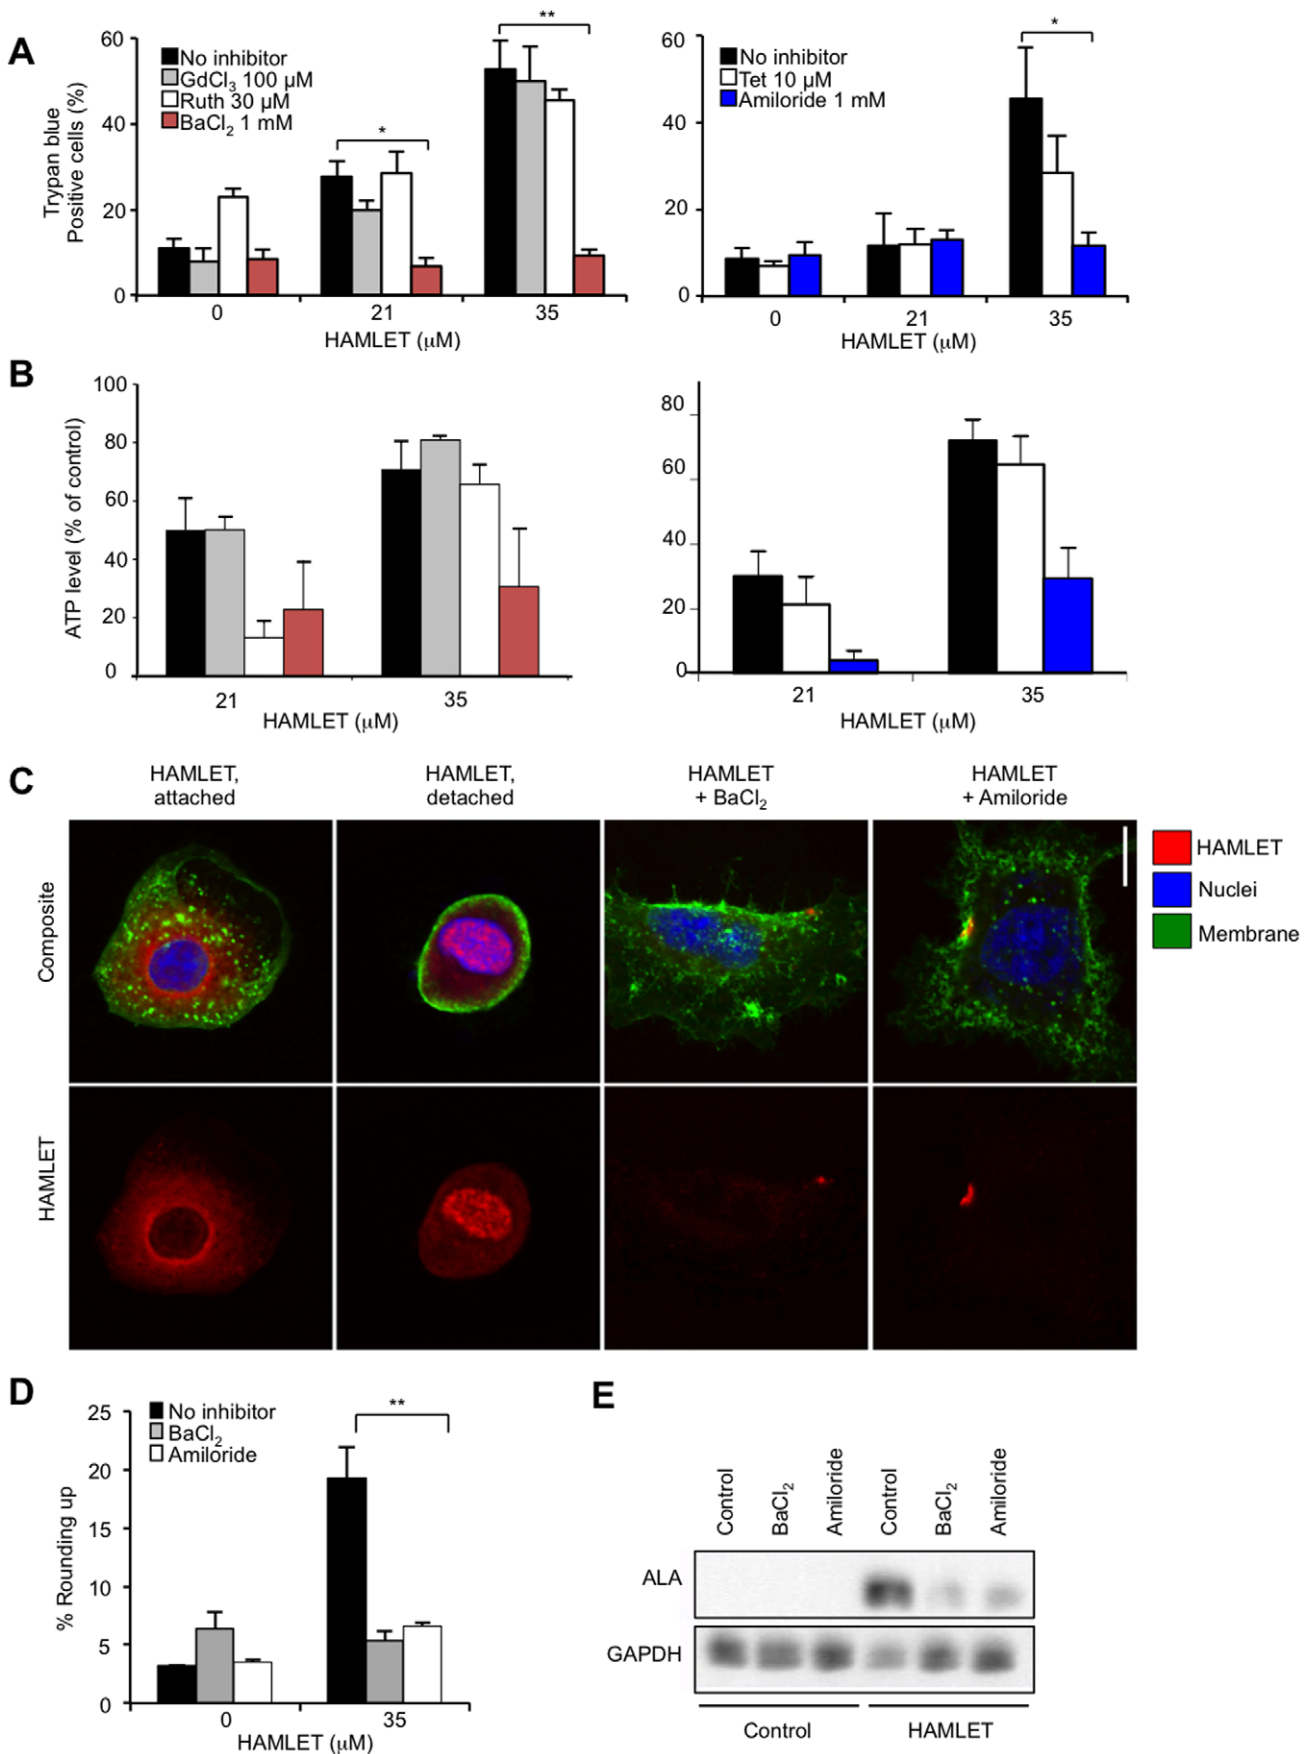 A
Trypan blue
Positive cells (%)
60
40
20
0
No inhibitor
GdCl3 100 µM
Ruth 30 µM
BaCl2 1 mM
*
**
0
21
35
HAMLET (µM)
60
40
20
0
No inhibitor
Tet 10 µM
Amiloride 1 mM
*
0
21
35
HAMLET (µM)
B
ATP level (% of control)
100
80
60
40
20
0
21
35
HAMLET (µM)
80
60
40
20
0
21
35
HAMLET (µM)
C
HAMLET,
attached
HAMLET,
detached
HAMLET
+ BaCl2
HAMLET
+ Amiloride
Composite
HAMLET
HAMLET
Nuclei
Membrane
D
% Rounding up
25
20
15
10
5
0
No inhibitor
BaCl2
Amiloride
**
0
35
HAMLET (µM)
E
Control
BaCl2
Amiloride
Control
BaCl2
Amiloride
ALA
GAPDH
Control
HAMLET